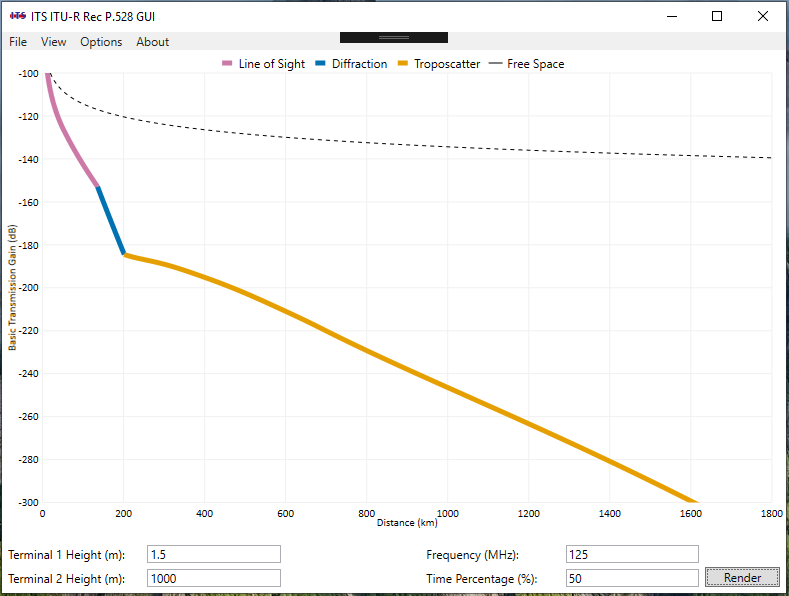 ITS ITS ITU-R Rec P.528 GUI
File View Options About
Line of Sight Diffraction Troposcatter Free Space
-100
-120
-140
-160
-180
-200
-220
-240
-260
-280
-300
Basic Transmission Gain (dB)
0 200 400 600 800 1000 1200 1400 1600 1800
Distance (km)
Terminal 1 Height (m): 1.5 Frequency (MHz): 125
Terminal 2 Height (m): 1000 Time Percentage (%): 50 Render